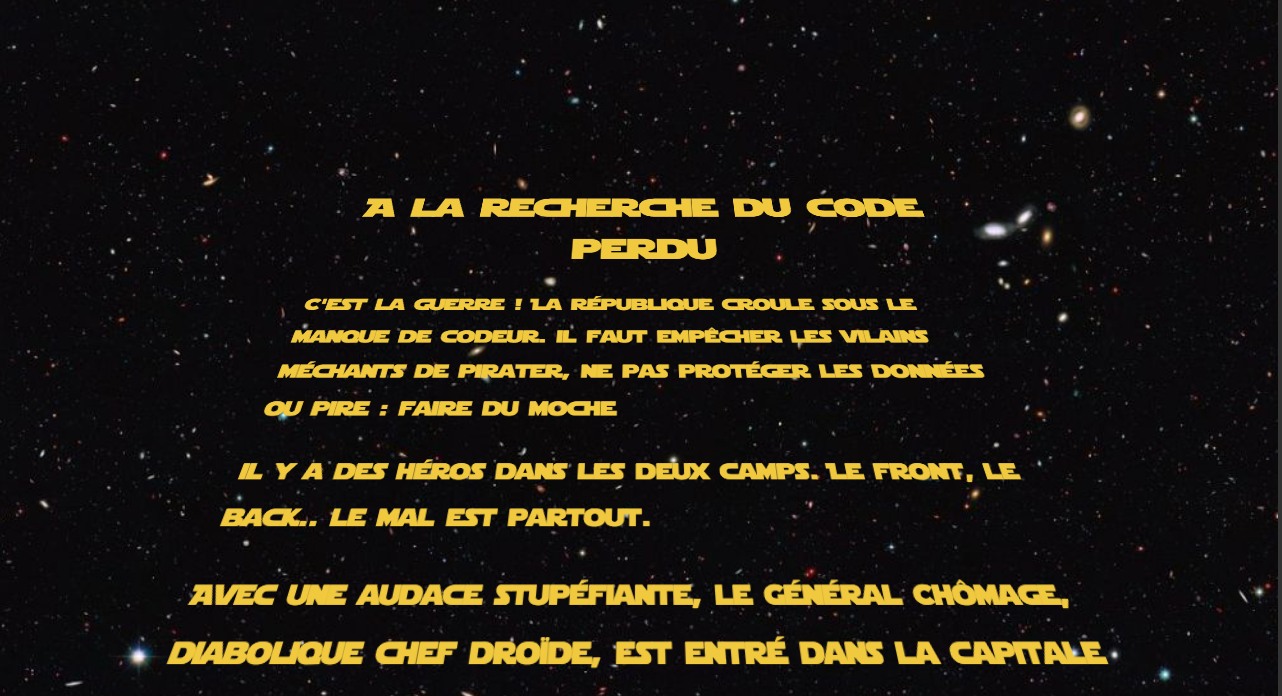 A LA RECHERCHE DU CODE
PERDU
C'EST LA GUERRE ! LA RÉPUBLIQUE CROULE SOUS LE
MANQUE DE CODEUR. IL FAUT EMPÊCHER LES VILAINS
MÉCHANTS DE PIRATER, NE PAS PROTÉGER LES DONNÉES
OU PIRE : FAIRE DU MOCHE
IL Y A DES HÉROS DANS LES DEUX CAMPS. LE FRONT, LE
BACK.. LE MAL EST PARTOUT.
AVEC UNE AUDACE STUPÉFIANTE, LE GÉNÉRAL CHÔMAGE,
DIABOLIQUE CHEF DROÏDE, EST ENTRÉ DANS LA CAPITALE